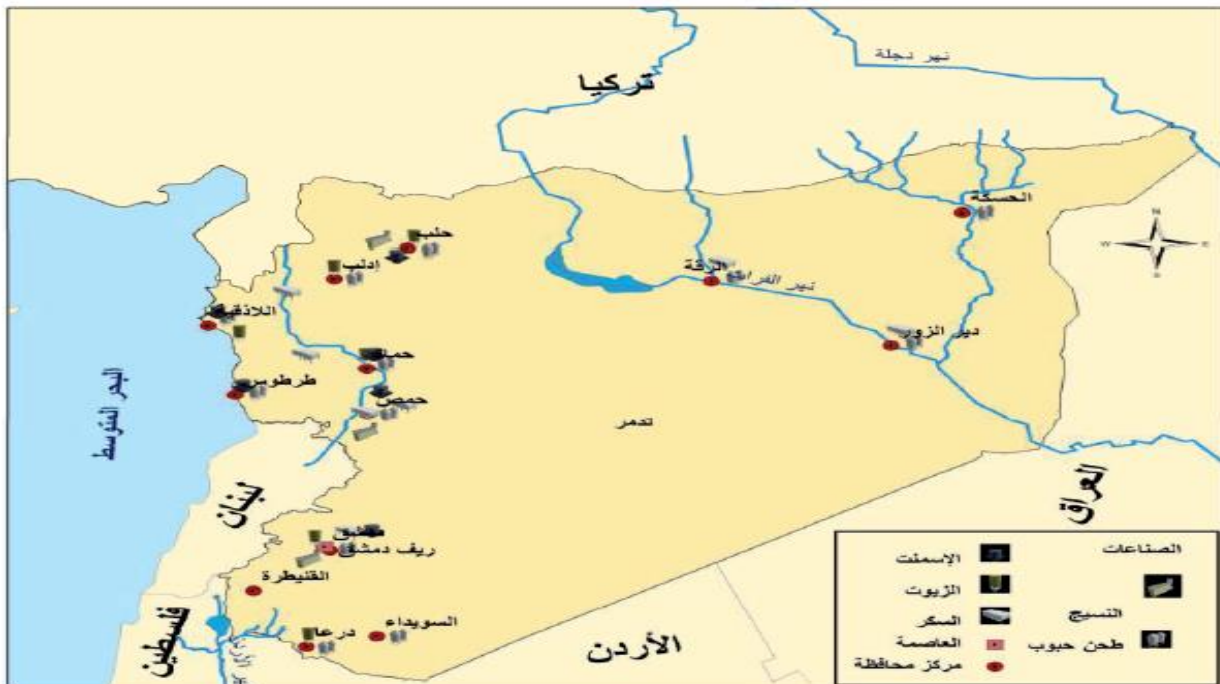 نهر دجلة
تركيا
الحسكة
حلب
إدلب
الرقة
نهر الفرات
اللاذقية
دير الزور
حماة
طرطوس
حمص
تدمر
البحر المتوسط
لبنان
العراق
دمشق
ريف دمشق
القنيطرة
السويداء
درعا
فلسطين
الأردن
N
W
E
S
الصناعات
الإسمنت
الزيوت
النسيج
السكر
طحن حبوب
العاصمة
مركز محافظة